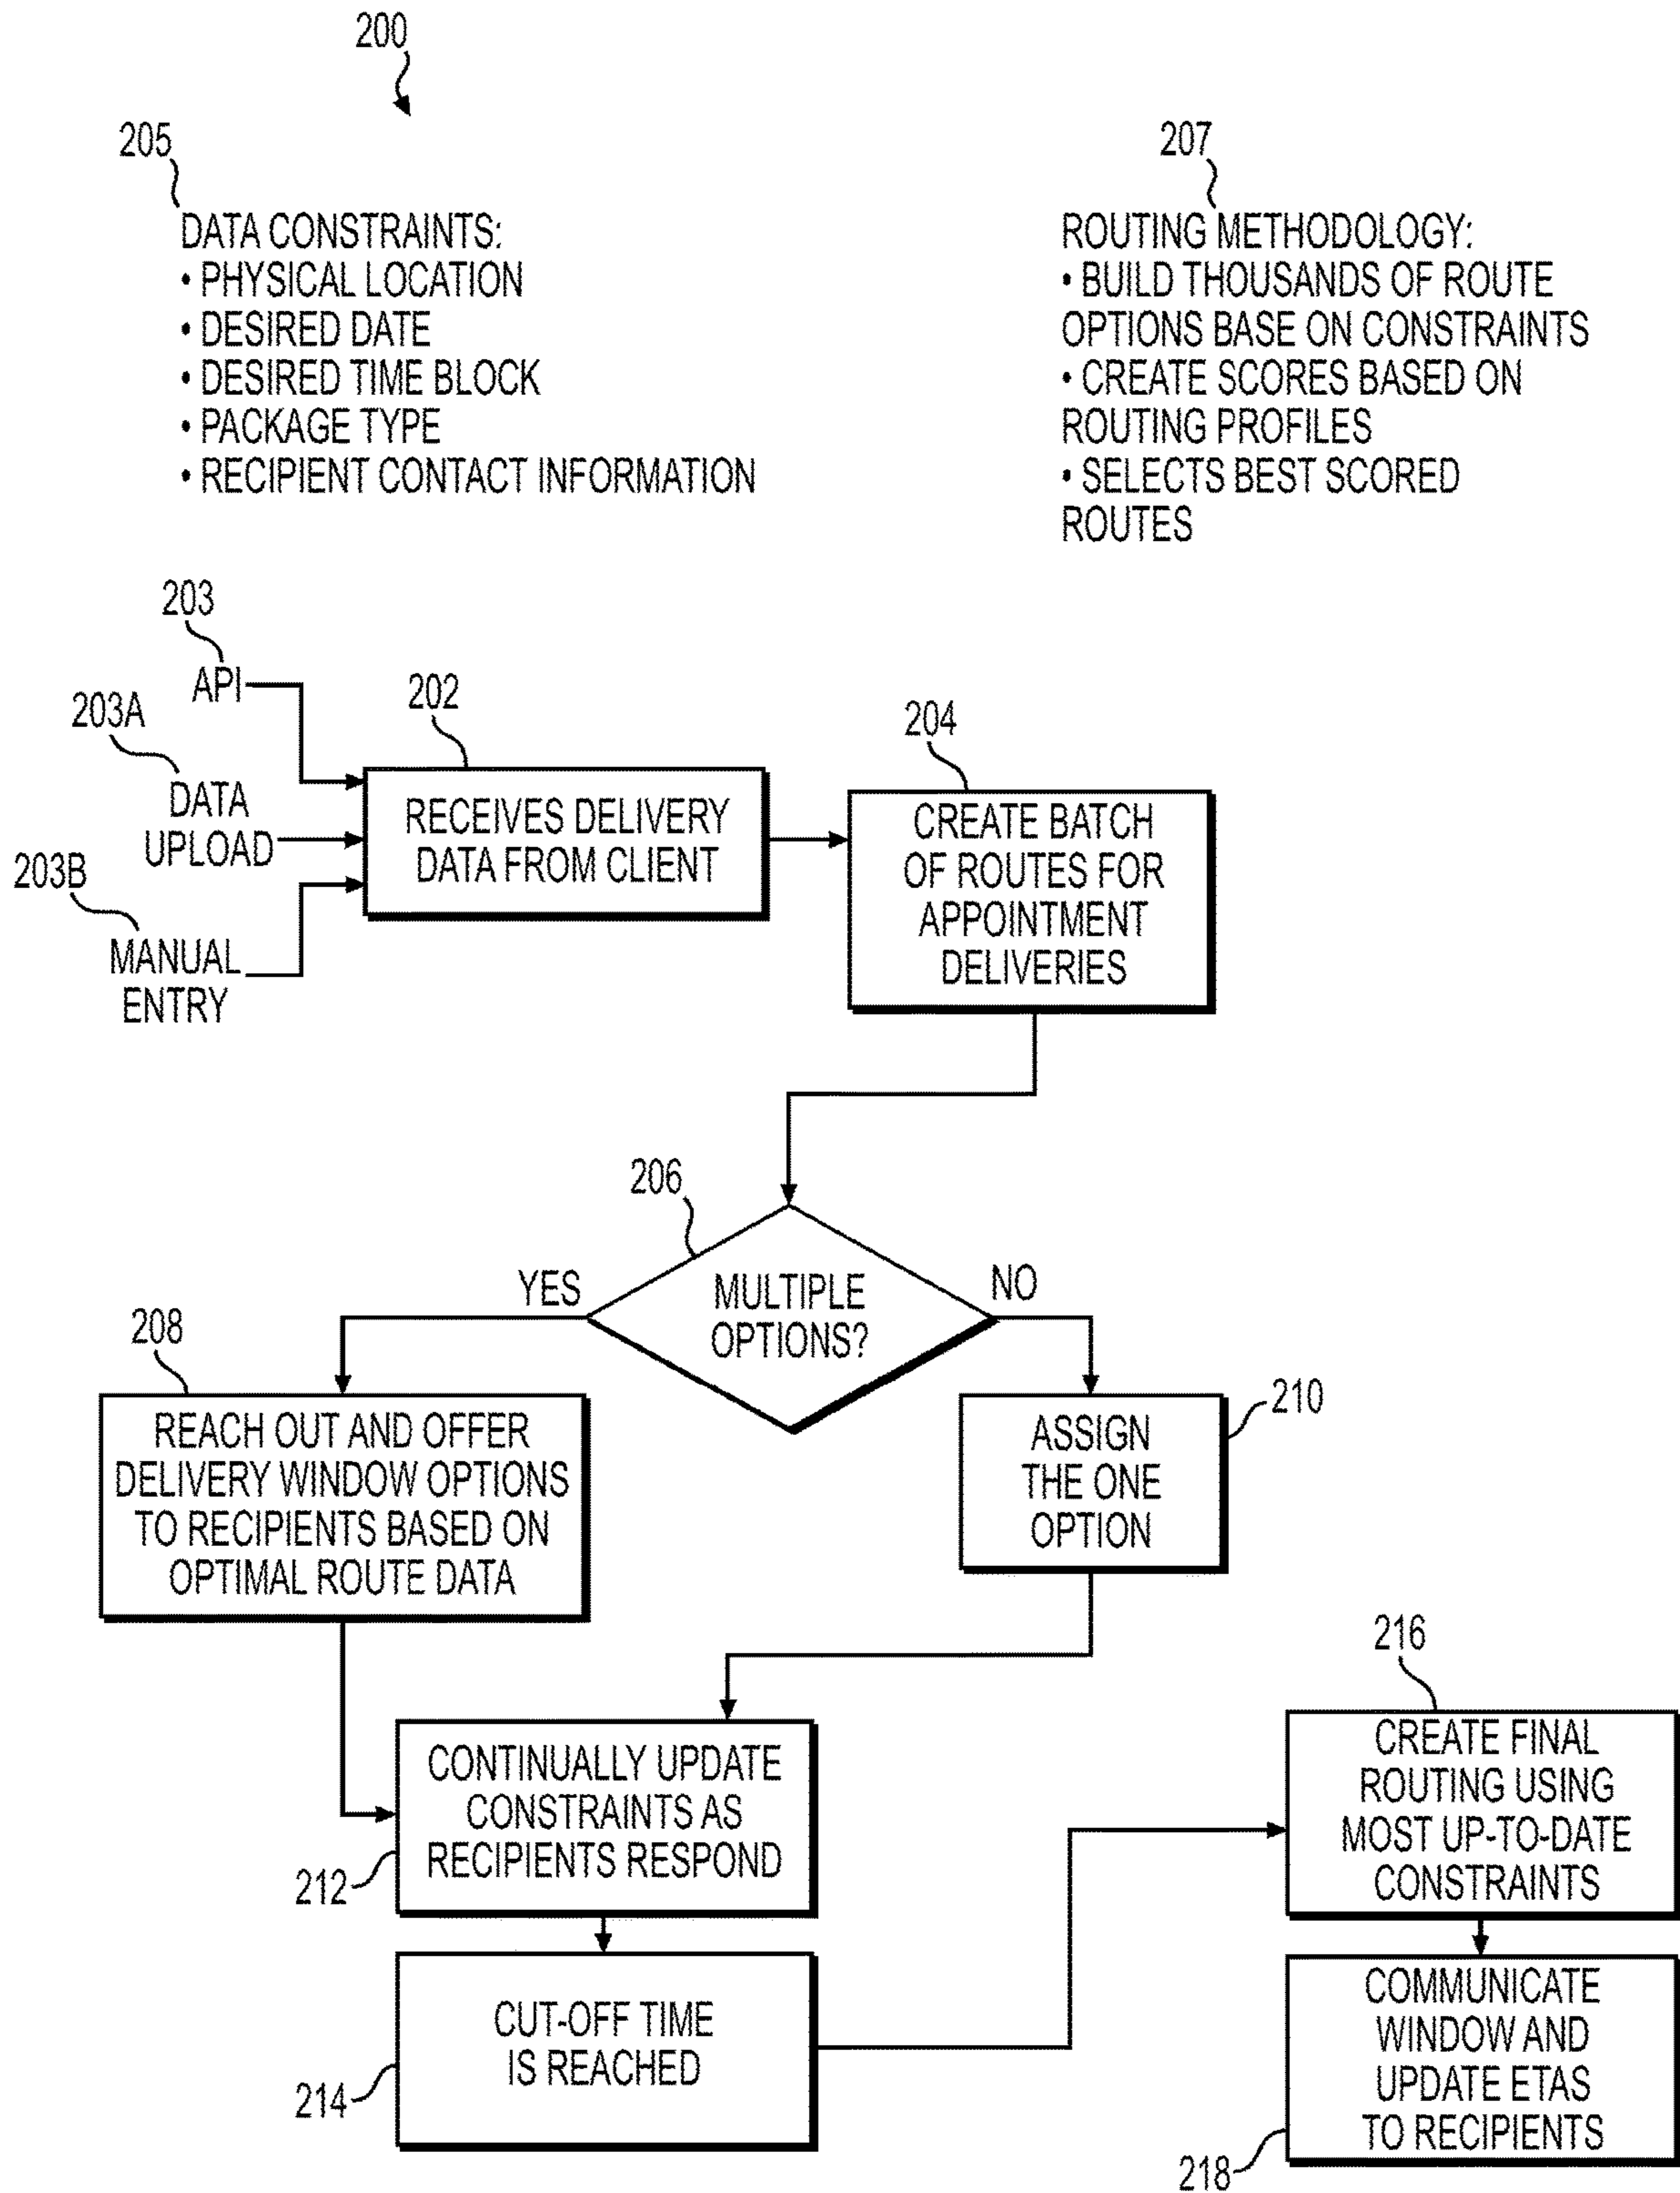 200
205
DATA CONSTRAINTS:
• PHYSICAL LOCATION
• DESIRED DATE
• DESIRED TIME BLOCK
• PACKAGE TYPE
• RECIPIENT CONTACT INFORMATION
207
ROUTING METHODOLOGY:
• BUILD THOUSANDS OF ROUTE
OPTIONS BASE ON CONSTRAINTS
• CREATE SCORES BASED ON
ROUTING PROFILES
• SELECTS BEST SCORED
ROUTES
203
API
203A
DATA
UPLOAD
203B
MANUAL
ENTRY
202
RECEIVES DELIVERY
DATA FROM CLIENT
204
CREATE BATCH
OF ROUTES FOR
APPOINTMENT
DELIVERIES
206
MULTIPLE
OPTIONS?
YES
NO
208
REACH OUT AND OFFER
DELIVERY WINDOW OPTIONS
TO RECIPIENTS BASED ON
OPTIMAL ROUTE DATA
210
ASSIGN
THE ONE
OPTION
212
CONTINUALLY UPDATE
CONSTRAINTS AS
RECIPIENTS RESPOND
214
CUT-OFF TIME
IS REACHED
216
CREATE FINAL
ROUTING USING
MOST UP-TO-DATE
CONSTRAINTS
218
COMMUNICATE
WINDOW AND
UPDATE ETAS
TO RECIPIENTS